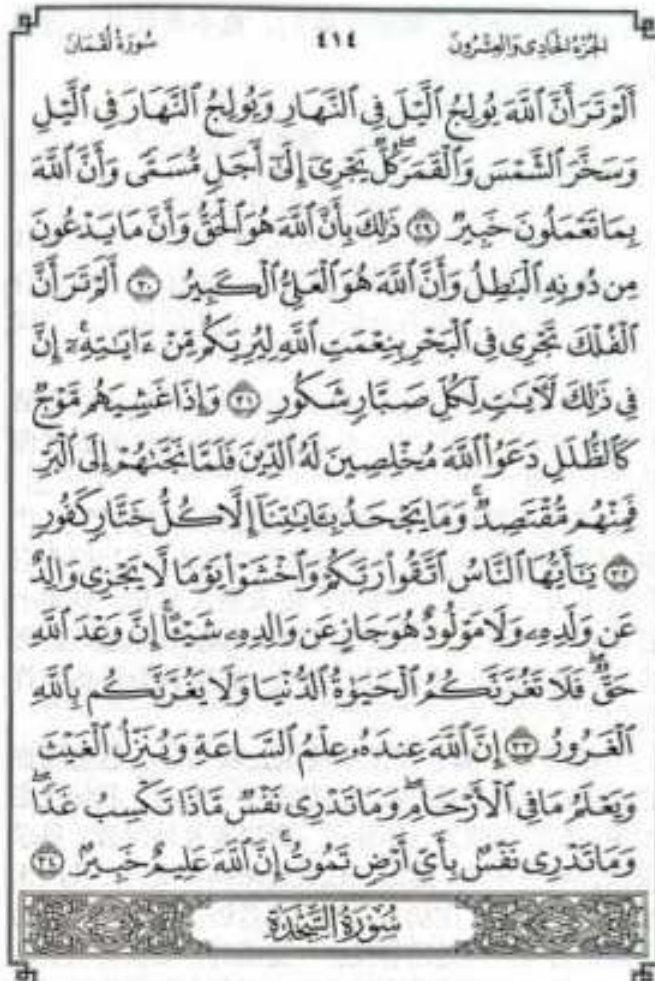 الجزء الحادي والعشرون ٤١٤ سورة لقمان
أَلَمْ تَرَ أَنَّ ٱللَّهَ يُولِجُ ٱلَّيْلَ فِي ٱلنَّهَارِ وَيُولِجُ ٱلنَّهَارَ فِي ٱلَّيْلِ
وَسَخَّرَ ٱلشَّمْسَ وَٱلْقَمَرَۖ كُلٌّ يَجْرِيٓ إِلَىٰٓ أَجَلٍ مُّسَمًّى وَأَنَّ ٱللَّهَ
بِمَا تَعْمَلُونَ خَبِيرٌ ٢٩ ذَٰلِكَ بِأَنَّ ٱللَّهَ هُوَ ٱلْحَقُّ وَأَنَّ مَا يَدْعُونَ
مِن دُونِهِ ٱلْبَٰطِلُ وَأَنَّ ٱللَّهَ هُوَ ٱلْعَلِيُّ ٱلْكَبِيرُ ٣٠ أَلَمْ تَرَ أَنَّ
ٱلْفُلْكَ تَجْرِي فِي ٱلْبَحْرِ بِنِعْمَتِ ٱللَّهِ لِيُرِيَكُم مِّنْ ءَايَٰتِهِۦٓۚ إِنَّ
فِي ذَٰلِكَ لَأٓيَٰتٍ لِّكُلِّ صَبَّارٍ شَكُورٍ ٣١ وَإِذَا غَشِيَهُم مَّوْجٌ
كَٱلظُّلَلِ دَعَوُاْ ٱللَّهَ مُخْلِصِينَ لَهُ ٱلدِّينَ فَلَمَّا نَجَّىٰهُمْ إِلَى ٱلْبَرِّ
فَمِنْهُم مُّقْتَصِدٌۚ وَمَا يَجْحَدُ بِـَٔايَٰتِنَآ إِلَّا كُلُّ خَتَّارٍ كَفُورٍ
٣٢ يَٰٓأَيُّهَا ٱلنَّاسُ ٱتَّقُواْ رَبَّكُمْ وَٱخْشَوْاْ يَوْمًا لَّا يَجْزِي وَالِدٌ
عَن وَلَدِهِۦ وَلَا مَوْلُودٌ هُوَ جَازٍ عَن وَالِدِهِۦ شَيْـًٔاۚ إِنَّ وَعْدَ ٱللَّهِ
حَقٌّۖ فَلَا تَغُرَّنَّكُمُ ٱلْحَيَوٰةُ ٱلدُّنْيَا وَلَا يَغُرَّنَّكُم بِٱللَّهِ
ٱلْغَرُورُ ٣٣ إِنَّ ٱللَّهَ عِندَهُۥ عِلْمُ ٱلسَّاعَةِ وَيُنَزِّلُ ٱلْغَيْثَ
وَيَعْلَمُ مَا فِي ٱلْأَرْحَامِۖ وَمَا تَدْرِي نَفْسٌ مَّاذَا تَكْسِبُ غَدًاۖ
وَمَا تَدْرِي نَفْسٌۢ بِأَيِّ أَرْضٍ تَمُوتُۚ إِنَّ ٱللَّهَ عَلِيمٌ خَبِيرٌۢ ٣٤
سُورَةُ السَّجْدَةِ